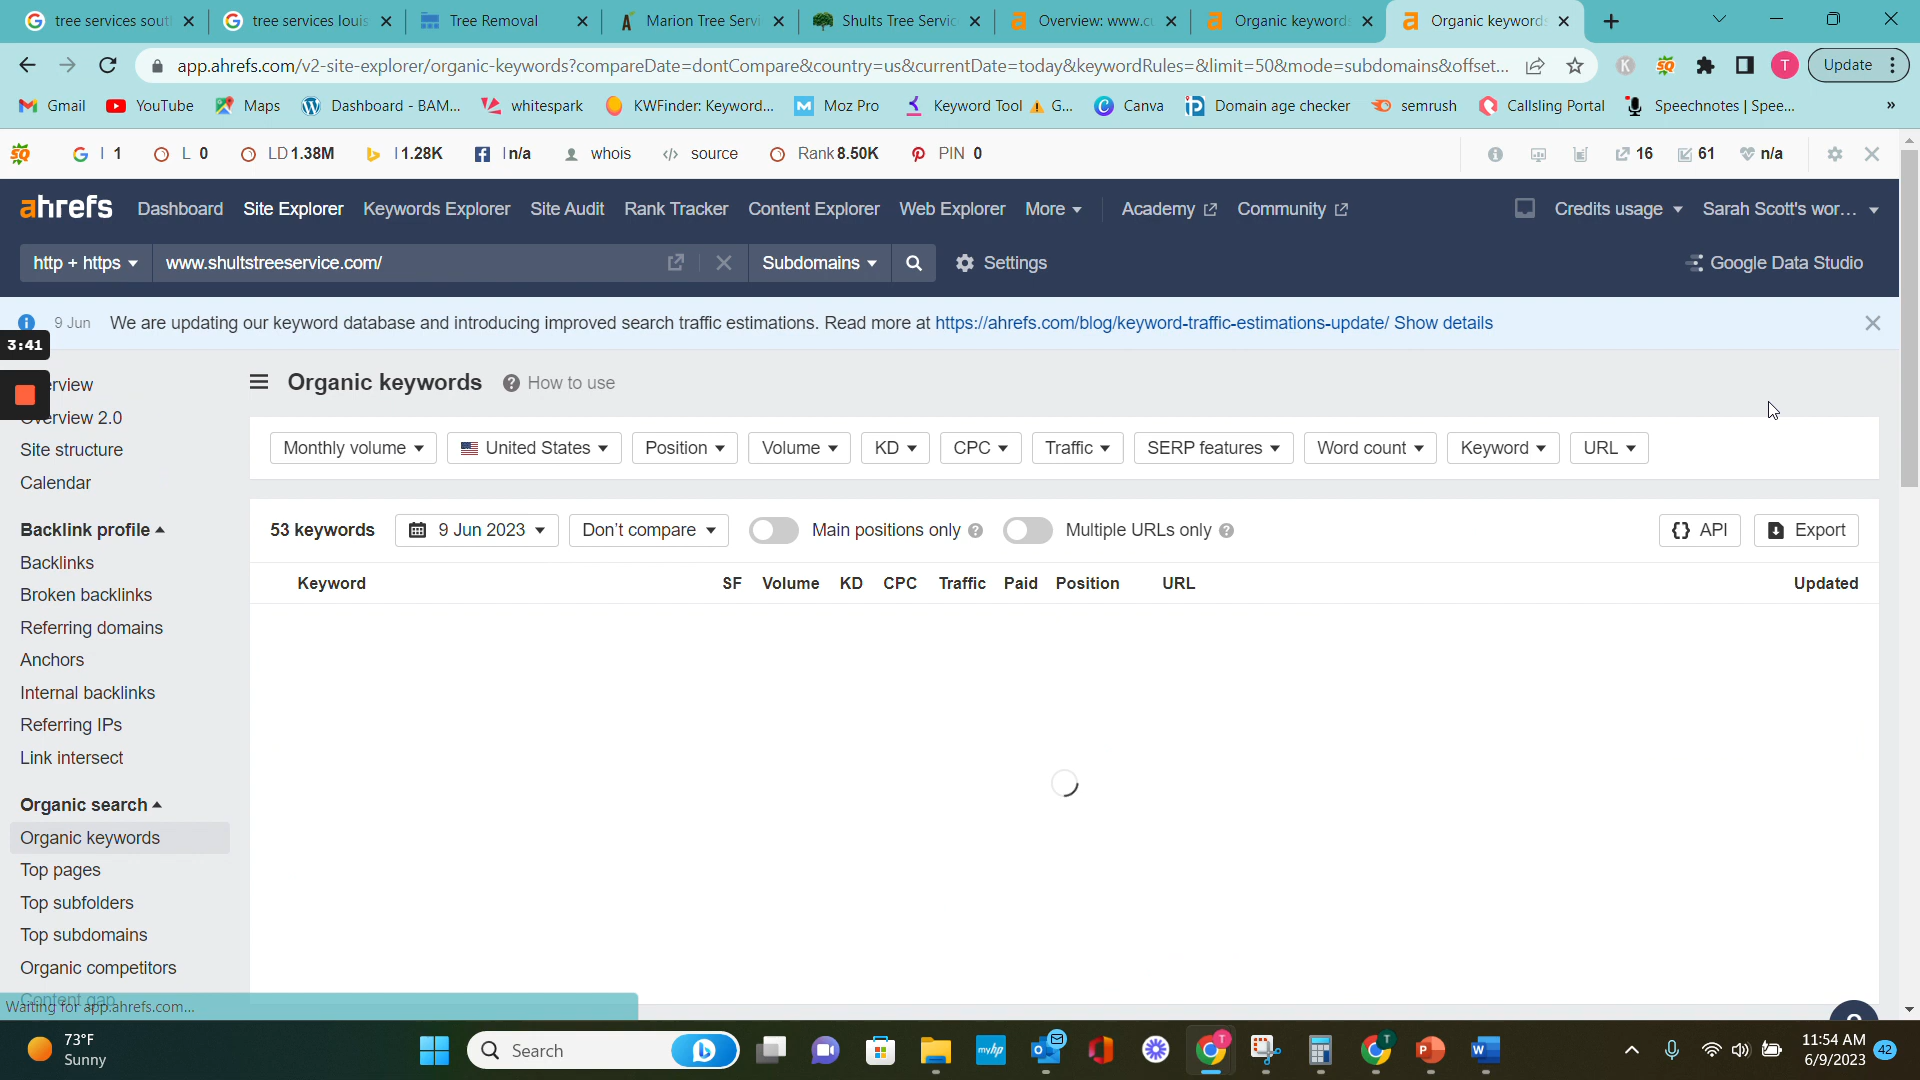 tree services sout
tree services louis
Tree Removal
Marion Tree Servi
Shults Tree Servic
Overview: www.cu
Organic keyword
Organic keyword
app.ahrefs.com/v2-site-explorer/organic-keywords?compareDate=dontCompare&country=us&currentDate=today&keywordRules=&limit=50&mode=subdomains&offset...
T
Update
Gmail
YouTube
Maps
Dashboard - BAM...
whitespark
KWFinder: Keyword...
Moz Pro
Keyword Tool ⚠ G...
Canva
Domain age checker
semrush
Callsling Portal
Speechnotes | Spee...
»
I 1
L 0
LD 1.38M
I 1.28K
I n/a
whois
source
Rank 8.50K
PIN 0
16
61
n/a
ahrefs
Dashboard
Site Explorer
Keywords Explorer
Site Audit
Rank Tracker
Content Explorer
Web Explorer
More
Academy
Community
Credits usage
Sarah Scott's wor...
http + https
www.shultstreeservice.com/
Subdomains
Settings
Google Data Studio
9 Jun We are updating our keyword database and introducing improved search traffic estimations. Read more at https://ahrefs.com/blog/keyword-traffic-estimations-update/ Show details
3:41
rview
verview 2.0
Site structure
Calendar
Backlink profile
Backlinks
Broken backlinks
Referring domains
Anchors
Internal backlinks
Referring IPs
Link intersect
Organic search
Organic keywords
Top pages
Top subfolders
Top subdomains
Organic competitors
Content gap
Waiting for app.ahrefs.com...
Organic keywords
How to use
Monthly volume
United States
Position
Volume
KD
CPC
Traffic
SERP features
Word count
Keyword
URL
53 keywords
9 Jun 2023
Don't compare
Main positions only
Multiple URLs only
{} API
Export
Keyword
SF
Volume
KD
CPC
Traffic
Paid
Position
URL
Updated
73°F
Sunny
Search
11:54 AM
6/9/2023
42